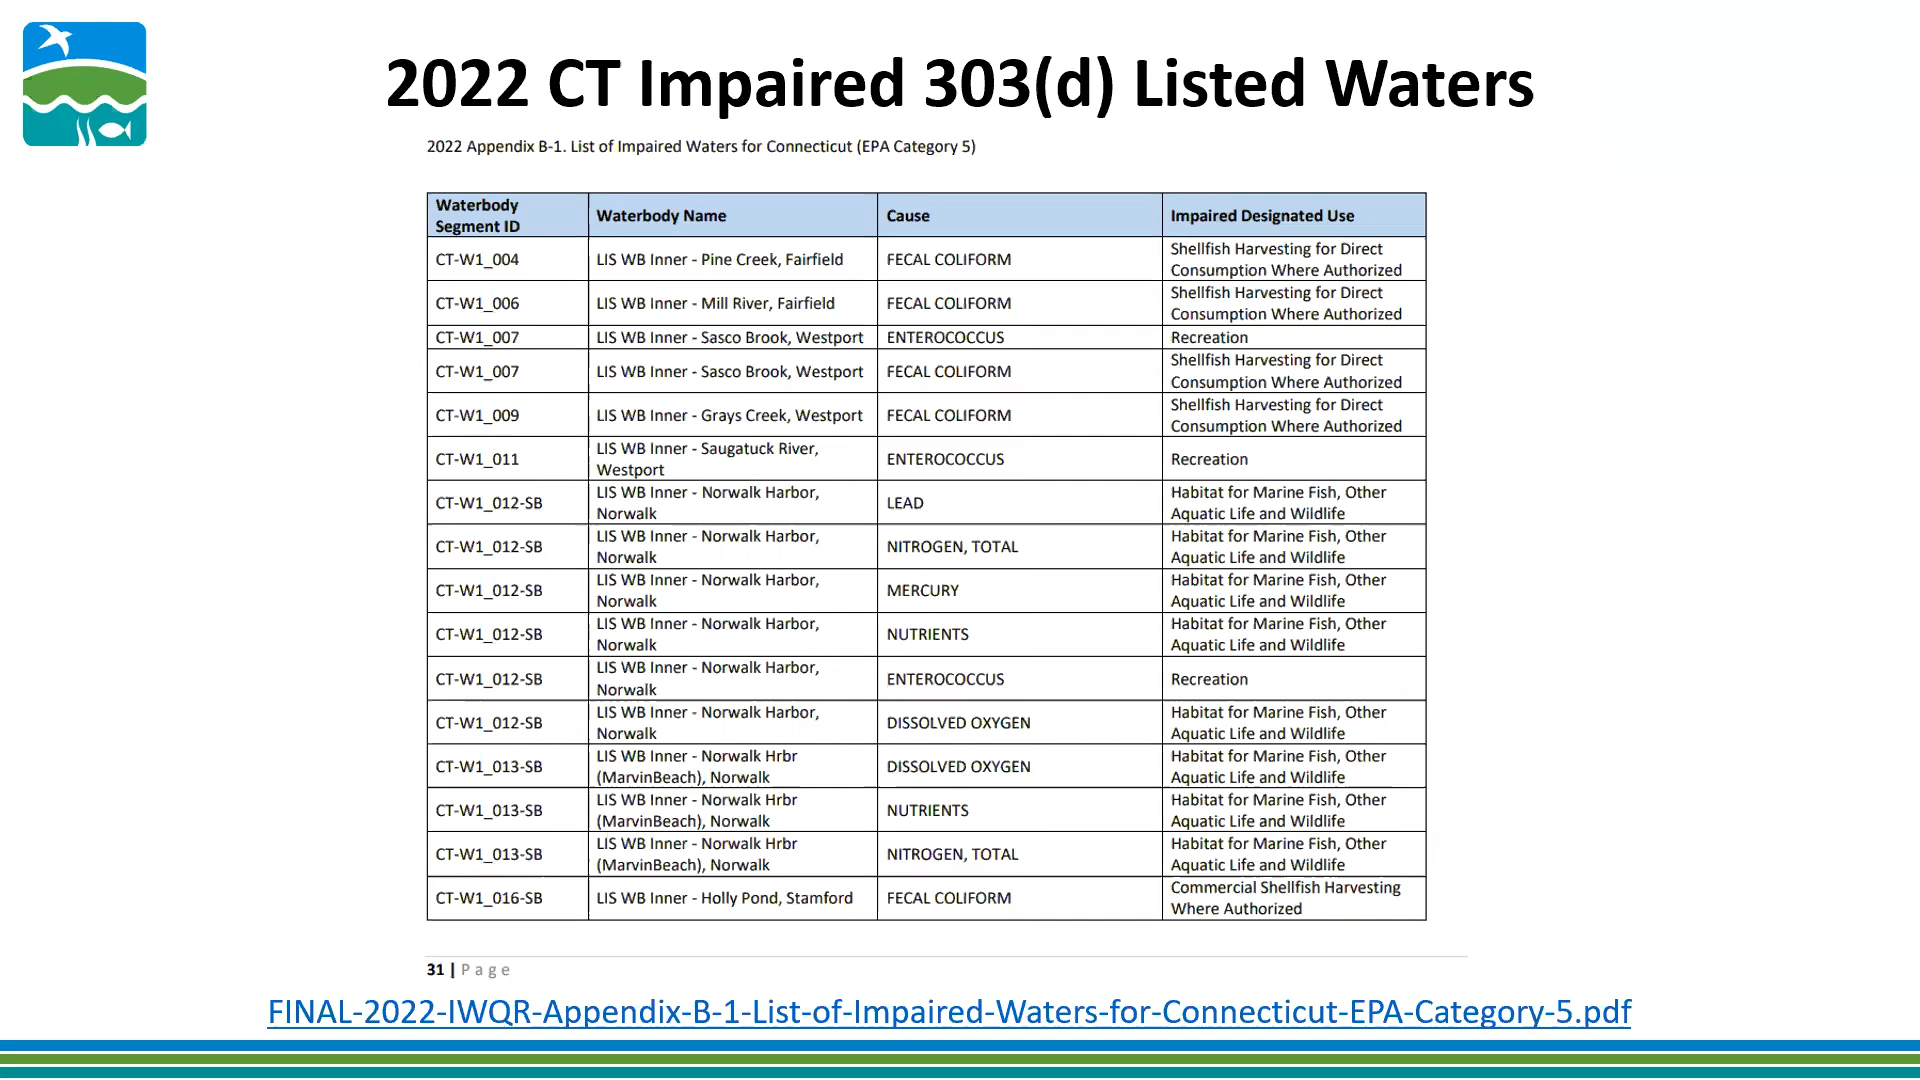 2022 CT Impaired 303(d) Listed Waters
2022 Appendix B-1. List of Impaired Waters for Connecticut (EPA Category 5)
Waterbody Segment ID | Waterbody Name | Cause | Impaired Designated Use
CT-W1_004 | LIS WB Inner - Pine Creek, Fairfield | FECAL COLIFORM | Shellfish Harvesting for Direct Consumption Where Authorized
CT-W1_006 | LIS WB Inner - Mill River, Fairfield | FECAL COLIFORM | Shellfish Harvesting for Direct Consumption Where Authorized
CT-W1_007 | LIS WB Inner - Sasco Brook, Westport | ENTEROCOCCUS | Recreation
CT-W1_007 | LIS WB Inner - Sasco Brook, Westport | FECAL COLIFORM | Shellfish Harvesting for Direct Consumption Where Authorized
CT-W1_009 | LIS WB Inner - Grays Creek, Westport | FECAL COLIFORM | Shellfish Harvesting for Direct Consumption Where Authorized
CT-W1_011 | LIS WB Inner - Saugatuck River, Westport | ENTEROCOCCUS | Recreation
CT-W1_012-SB | LIS WB Inner - Norwalk Harbor, Norwalk | LEAD | Habitat for Marine Fish, Other Aquatic Life and Wildlife
CT-W1_012-SB | LIS WB Inner - Norwalk Harbor, Norwalk | NITROGEN, TOTAL | Habitat for Marine Fish, Other Aquatic Life and Wildlife
CT-W1_012-SB | LIS WB Inner - Norwalk Harbor, Norwalk | MERCURY | Habitat for Marine Fish, Other Aquatic Life and Wildlife
CT-W1_012-SB | LIS WB Inner - Norwalk Harbor, Norwalk | NUTRIENTS | Habitat for Marine Fish, Other Aquatic Life and Wildlife
CT-W1_012-SB | LIS WB Inner - Norwalk Harbor, Norwalk | ENTEROCOCCUS | Recreation
CT-W1_012-SB | LIS WB Inner - Norwalk Harbor, Norwalk | DISSOLVED OXYGEN | Habitat for Marine Fish, Other Aquatic Life and Wildlife
CT-W1_013-SB | LIS WB Inner - Norwalk Hrbr (MarvinBeach), Norwalk | DISSOLVED OXYGEN | Habitat for Marine Fish, Other Aquatic Life and Wildlife
CT-W1_013-SB | LIS WB Inner - Norwalk Hrbr (MarvinBeach), Norwalk | NUTRIENTS | Habitat for Marine Fish, Other Aquatic Life and Wildlife
CT-W1_013-SB | LIS WB Inner - Norwalk Hrbr (MarvinBeach), Norwalk | NITROGEN, TOTAL | Habitat for Marine Fish, Other Aquatic Life and Wildlife
CT-W1_016-SB | LIS WB Inner - Holly Pond, Stamford | FECAL COLIFORM | Commercial Shellfish Harvesting Where Authorized
31 | Page
FINAL-2022-IWQR-Appendix-B-1-List-of-Impaired-Waters-for-Connecticut-EPA-Category-5.pdf